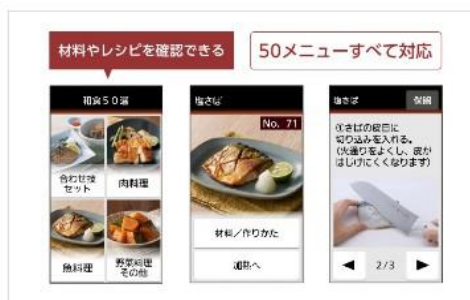 材料やレシピを確認できる
50メニューすべて対応
和食50選
合わせ技
セット
肉料理
魚料理
野菜料理
その他
塩さば
No. 71
材料/作りかた
加熱へ
塩さば
①さばの皮目に
切り込みを入れる。
(火通りをよくし、皮が
はじけにくくなります)
◀ 2/3 ▶